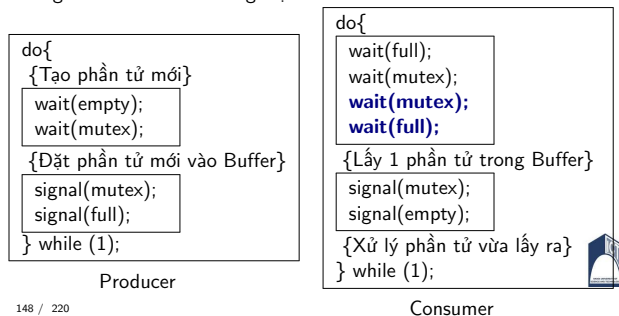 do{
{Tạo phần tử mới}
wait(empty);
wait(mutex);
{Đặt phần tử mới vào Buffer}
signal(mutex);
signal(full);
} while (1);
Producer
148 / 220
do{
wait(full);
wait(mutex);
wait(mutex);
wait(full);
{Lấy 1 phần tử trong Buffer}
signal(mutex);
signal(empty);
{Xử lý phần tử vừa lấy ra}
} while (1);
Consumer